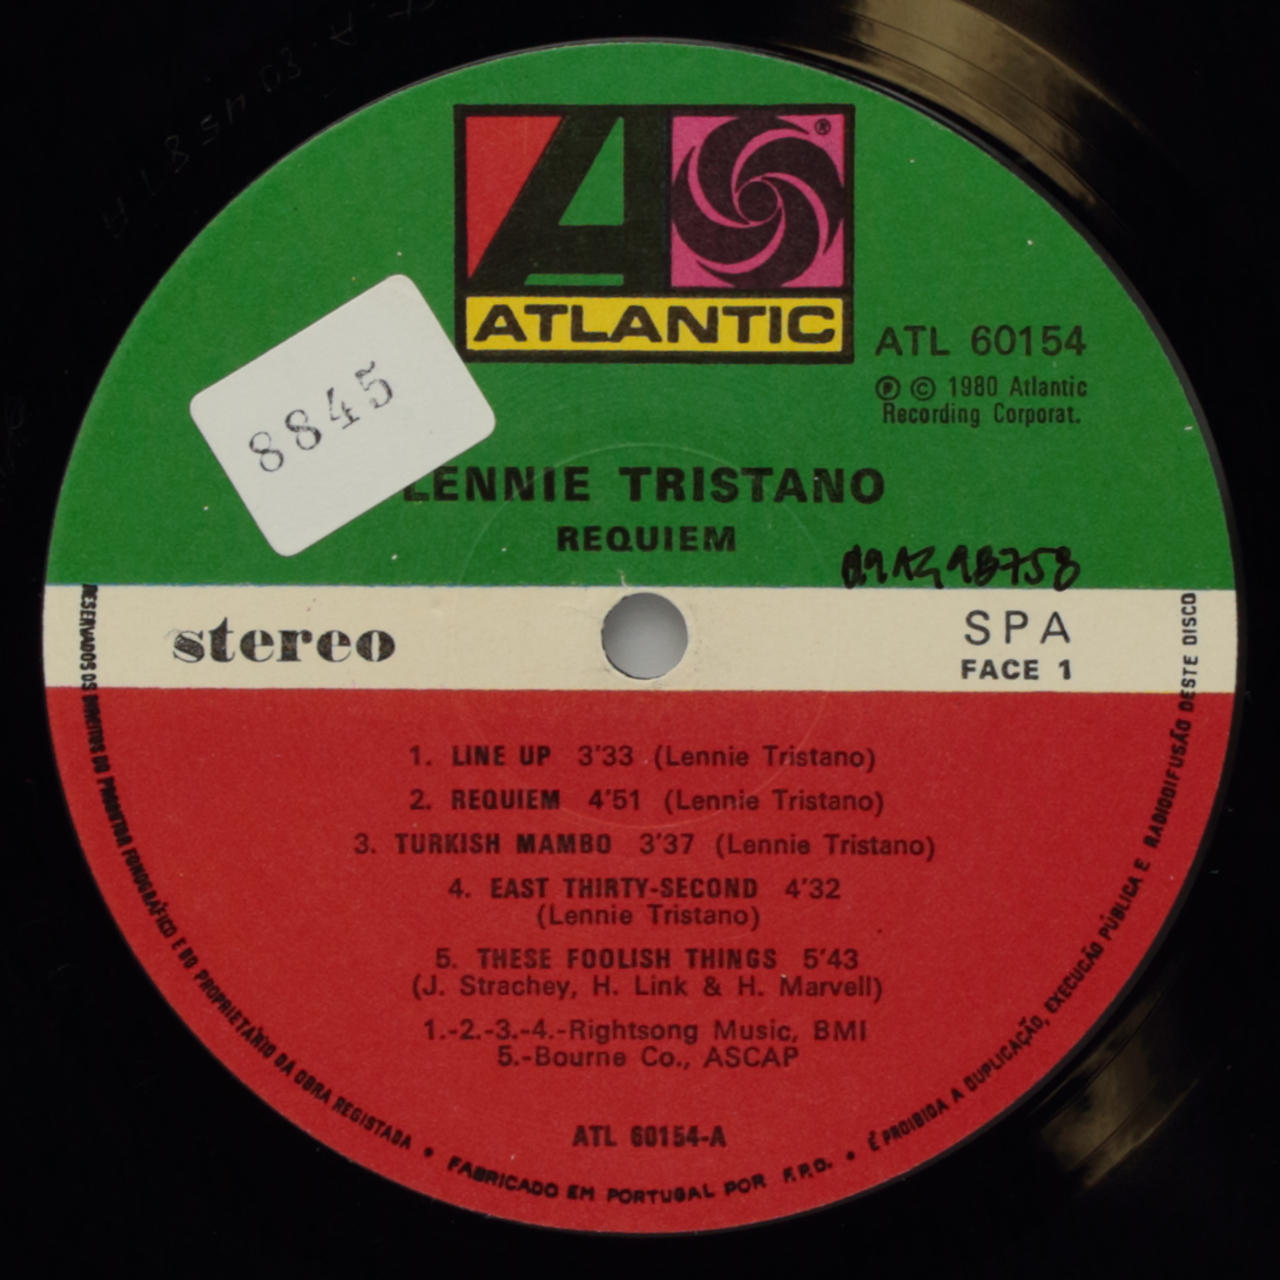 ATLANTIC
®
ATL 60154
℗ © 1980 Atlantic
Recording Corporat.
8845
LENNIE TRISTANO
REQUIEM
stereo
SPA
FACE 1
1. LINE UP 3'33 (Lennie Tristano)
2. REQUIEM 4'51 (Lennie Tristano)
3. TURKISH MAMBO 3'37 (Lennie Tristano)
4. EAST THIRTY-SECOND 4'32
(Lennie Tristano)
5. THESE FOOLISH THINGS 5'43
(J. Strachey, H. Link & H. Marvell)
1.-2.-3.-4.-Rightsong Music, BMI
5.-Bourne Co., ASCAP
ATL 60154-A
RESERVADOS OS DIREITOS DO PRODUTOR FONOGRÁFICO E DO PROPRIETÁRIO DA OBRA REGISTADA • FABRICADO EM PORTUGAL POR F.P.D. • É PROIBIDA A DUPLICAÇÃO, EXECUÇÃO PÚBLICA E RADIODIFUSÃO DESTE DISCO